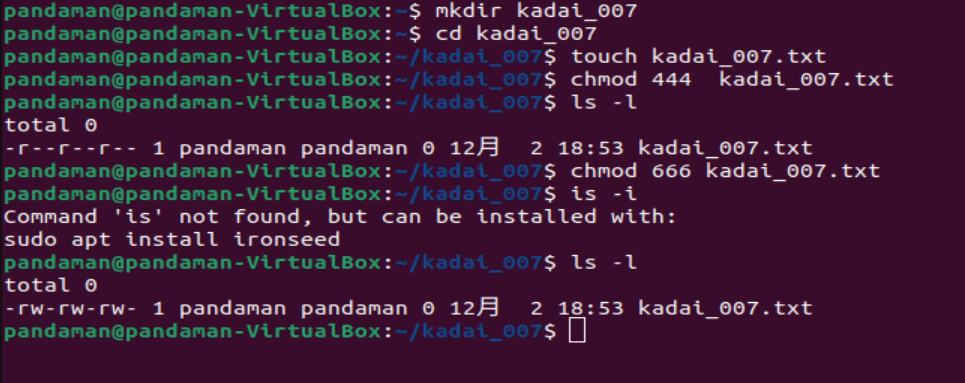 pandaman@pandaman-VirtualBox:~$ mkdir kadai_007
pandaman@pandaman-VirtualBox:~$ cd kadai_007
pandaman@pandaman-VirtualBox:~/kadai_007$ touch kadai_007.txt
pandaman@pandaman-VirtualBox:~/kadai_007$ chmod 444  kadai_007.txt
pandaman@pandaman-VirtualBox:~/kadai_007$ ls -l
total 0
-r--r--r-- 1 pandaman pandaman 0 12月  2 18:53 kadai_007.txt
pandaman@pandaman-VirtualBox:~/kadai_007$ chmod 666 kadai_007.txt
pandaman@pandaman-VirtualBox:~/kadai_007$ is -i
Command 'is' not found, but can be installed with:
sudo apt install ironseed
pandaman@pandaman-VirtualBox:~/kadai_007$ ls -l
total 0
-rw-rw-rw- 1 pandaman pandaman 0 12月  2 18:53 kadai_007.txt
pandaman@pandaman-VirtualBox:~/kadai_007$